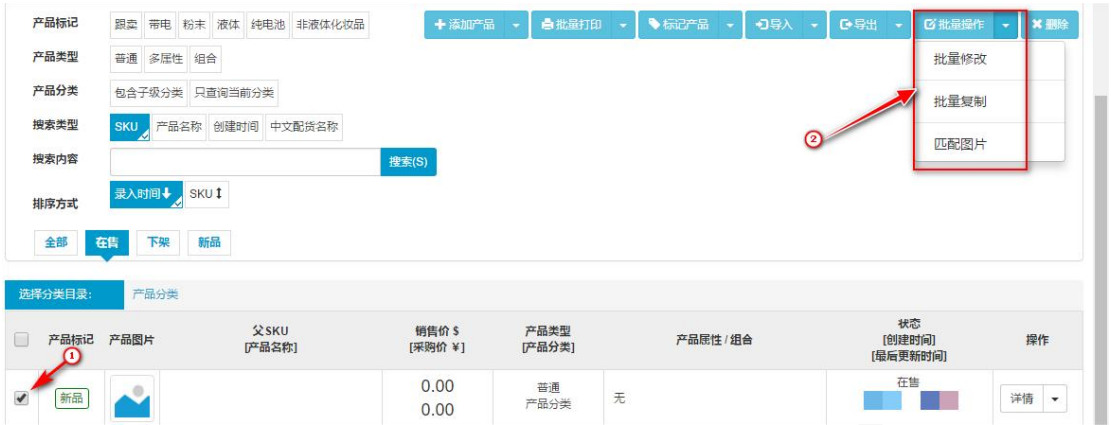 产品标记 跟卖 带电 粉末 液体 纯电池 非液体化妆品 添加产品 批量打印 标记产品 导入 导出 批量操作 删除
产品类型 普通 多属性 组合 批量修改
产品分类 包含子级分类 只查询当前分类 批量复制
搜索类型 SKU 产品名称 创建时间 中文配货名称 匹配图片
②
搜索内容 搜索(S)
排序方式 录入时间 SKU
全部 在售 下架 新品
选择分类目录: 产品分类
产品标记 产品图片 父SKU 销售价 $ 产品类型 产品属性 / 组合 状态 操作
[产品名称] [采购价 ¥] [产品分类] [创建时间]
[最后更新时间]
①
新品 0.00 普通 无 在售 详情
0.00 产品分类